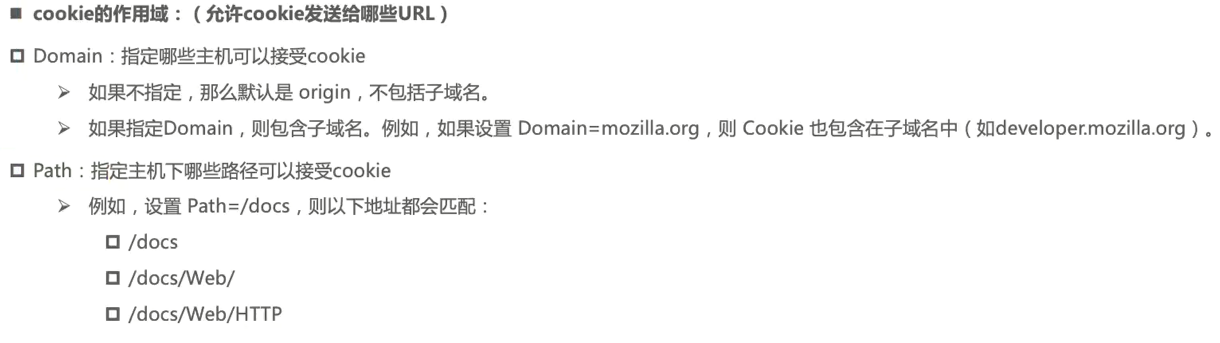 cookie的作用域：（允许cookie发送给哪些URL）
Domain：指定哪些主机可以接受cookie
如果不指定，那么默认是 origin，不包括子域名。
如果指定Domain，则包含子域名。例如，如果设置 Domain=mozilla.org，则 Cookie 也包含在子域名中（如developer.mozilla.org）。
Path：指定主机下哪些路径可以接受cookie
例如，设置 Path=/docs，则以下地址都会匹配：
/docs
/docs/Web/
/docs/Web/HTTP